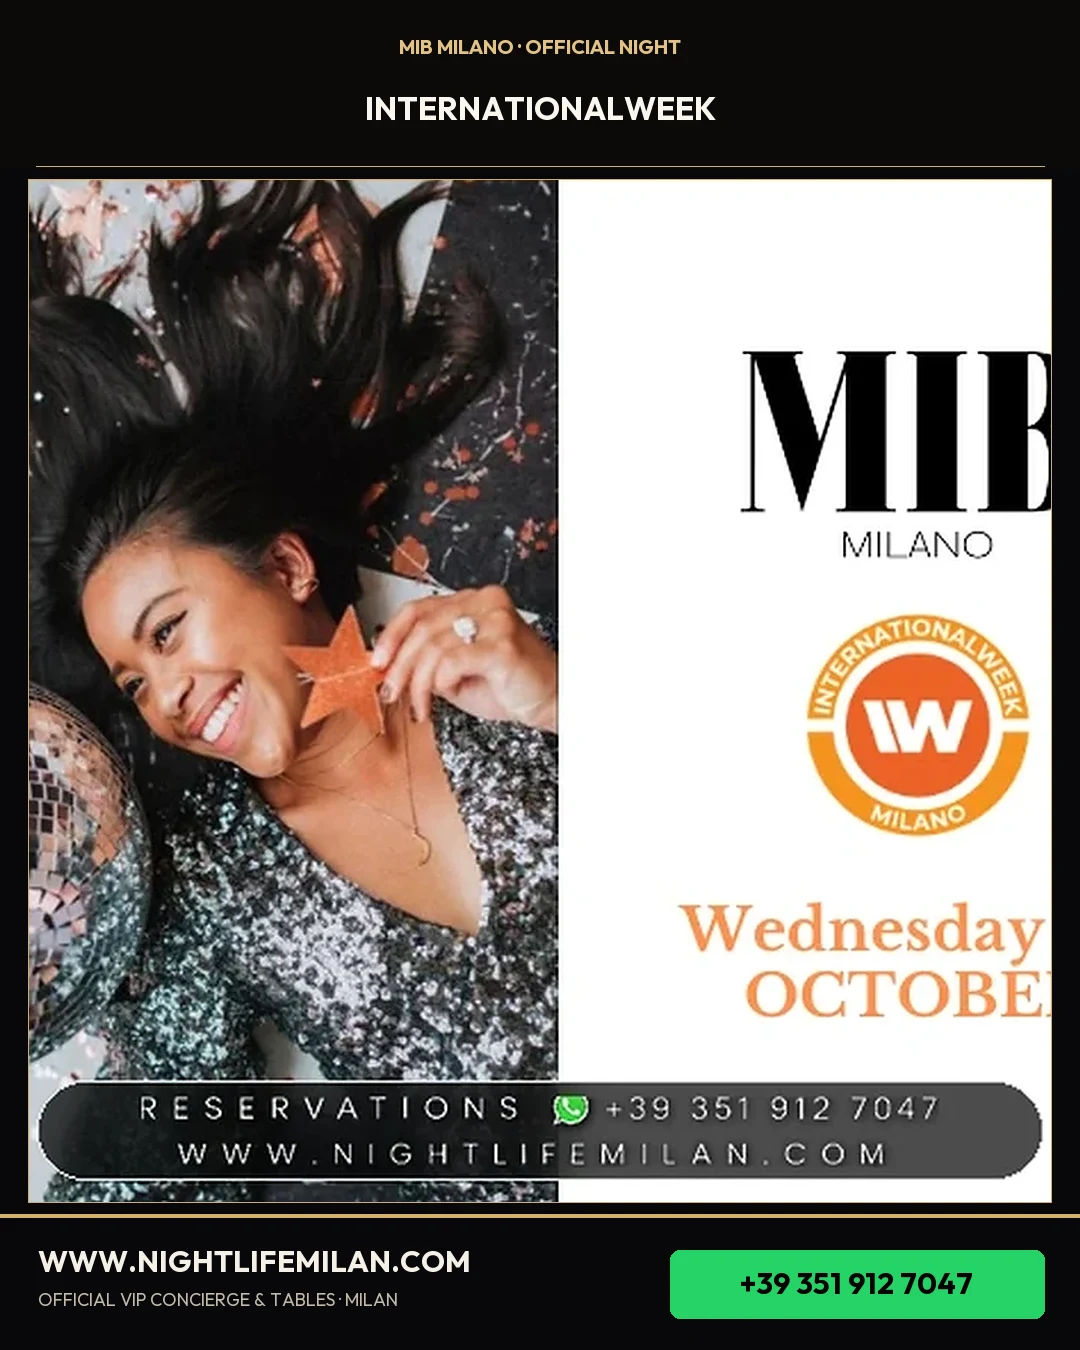 MIB MILANO · OFFICIAL NIGHT
INTERNATIONALWEEK
MIB
MILANO
INTERNATIONALWEEK
IW
MILANO
Wednesday
RESERVATIONS +39 351 912 7047
WWW.NIGHTLIFEMILAN.COM
WWW.NIGHTLIFEMILAN.COM
+39 351 912 7047
OFFICIAL VIP CONCIERGE & TABLES · MILAN